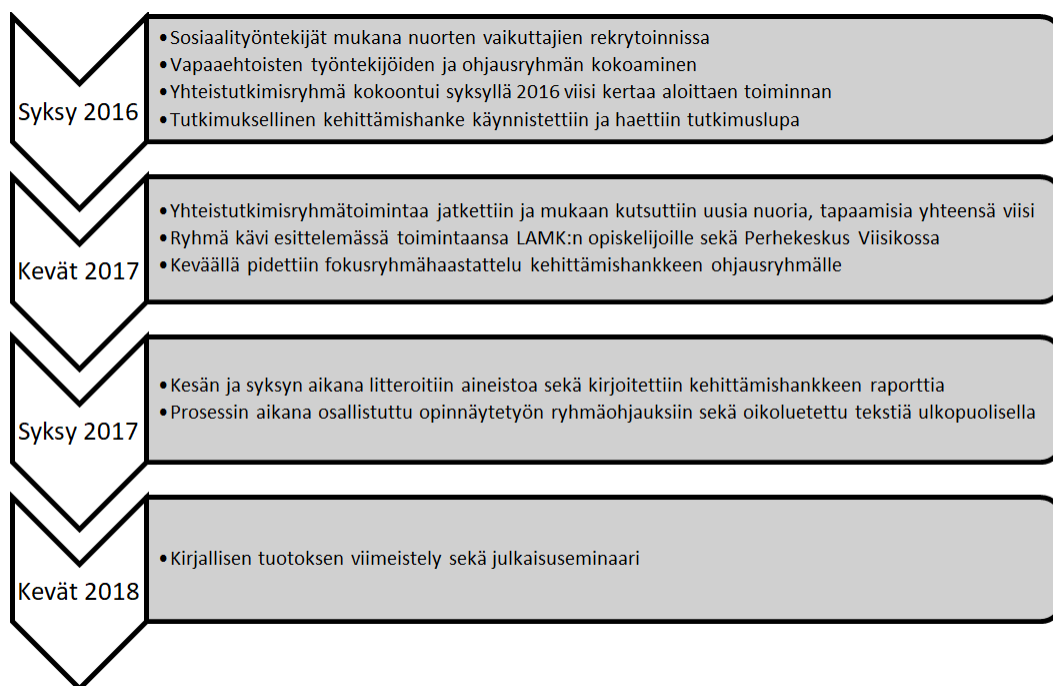 Syksy 2016
•Sosiaalityöntekijät mukana nuorten vaikuttajien rekrytoinnissa
•Vapaaehtoisten työntekijöiden ja ohjausryhmän kokoaminen
•Yhteistutkimisryhmä kokoontui syksyllä 2016 viisi kertaa aloittaen toiminnan
•Tutkimuksellinen kehittämishanke käynnistettiin ja haettiin tutkimuslupa
Kevät 2017
•Yhteistutkimisryhmätoimintaa jatkettiin ja mukaan kutsuttiin uusia nuoria, tapaamisia yhteensä viisi
•Ryhmä kävi esittelemässä toimintaansa LAMK:n opiskelijoille sekä Perhekeskus Viisikossa
•Keväällä pidettiin fokusryhmähaastattelu kehittämishankkeen ohjausryhmälle
Syksy 2017
•Kesän ja syksyn aikana litteroitiin aineistoa sekä kirjoitettiin kehittämishankkeen raporttia
•Prosessin aikana osallistuttu opinnäytetyön ryhmäohjauksiin sekä oikoluetettu tekstiä ulkopuolisella
Kevät 2018
•Kirjallisen tuotoksen viimeistely sekä julkaisuseminaari